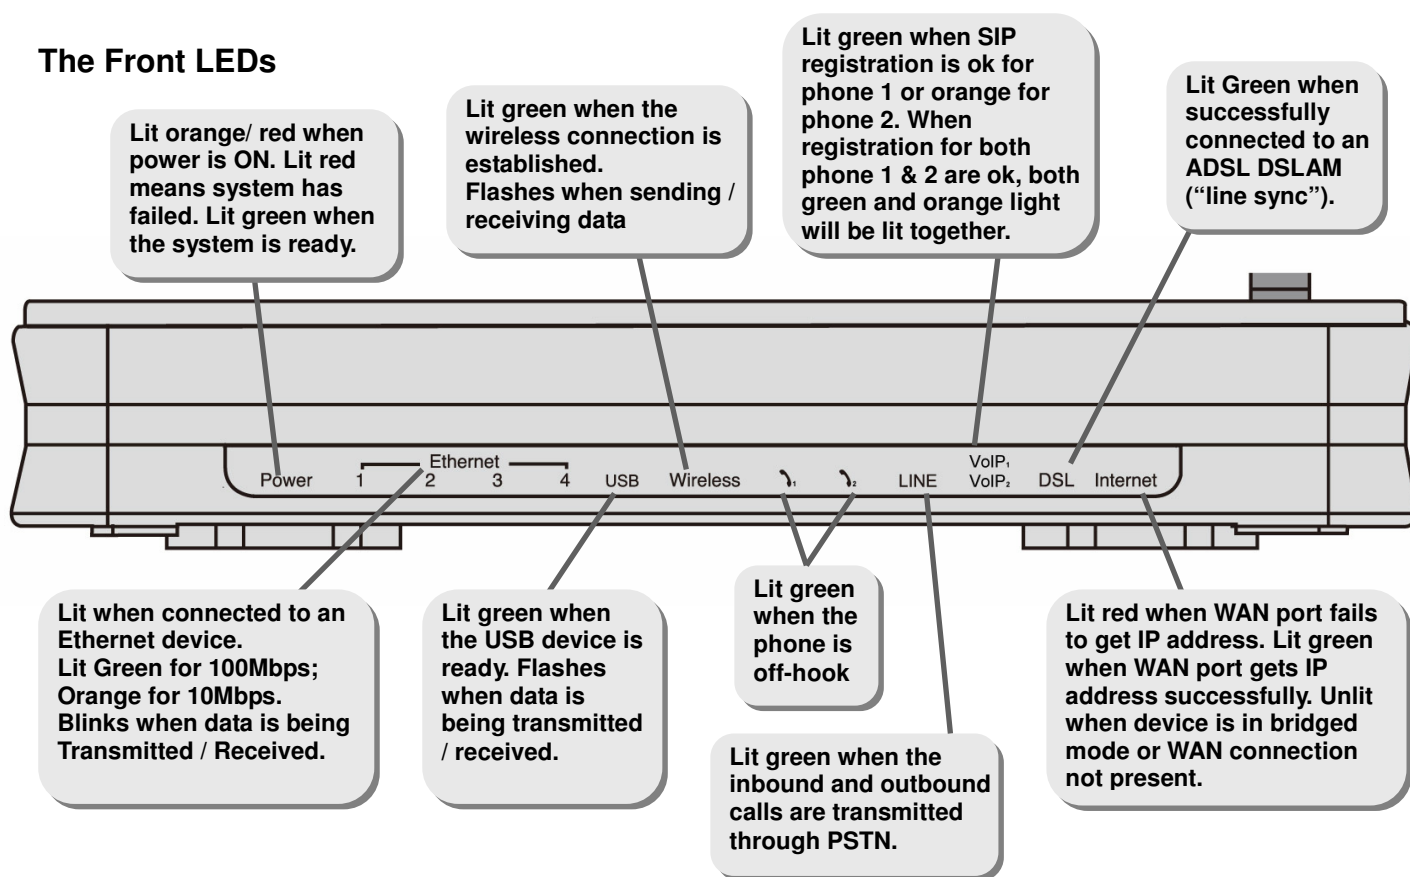 The Front LEDs
Lit orange/ red when
power is ON. Lit red
means system has
failed. Lit green when
the system is ready.
Lit green when the
wireless connection is
established.
Flashes when sending /
receiving data
Lit green when SIP
registration is ok for
phone 1 or orange for
phone 2. When
registration for both
phone 1 & 2 are ok, both
green and orange light
will be lit together.
Lit Green when
successfully
connected to an
ADSL DSLAM
(“line sync”).
Power
Ethernet
1 2 3 4
USB
Wireless
1
2
LINE
VoIP1
VoIP2
DSL
Internet
Lit when connected to an
Ethernet device.
Lit Green for 100Mbps;
Orange for 10Mbps.
Blinks when data is being
Transmitted / Received.
Lit green when
the USB device is
ready. Flashes
when data is
being transmitted
/ received.
Lit green
when the
phone is
off-hook
Lit green when the
inbound and outbound
calls are transmitted
through PSTN.
Lit red when WAN port fails
to get IP address. Lit green
when WAN port gets IP
address successfully. Unlit
when device is in bridged
mode or WAN connection
not present.